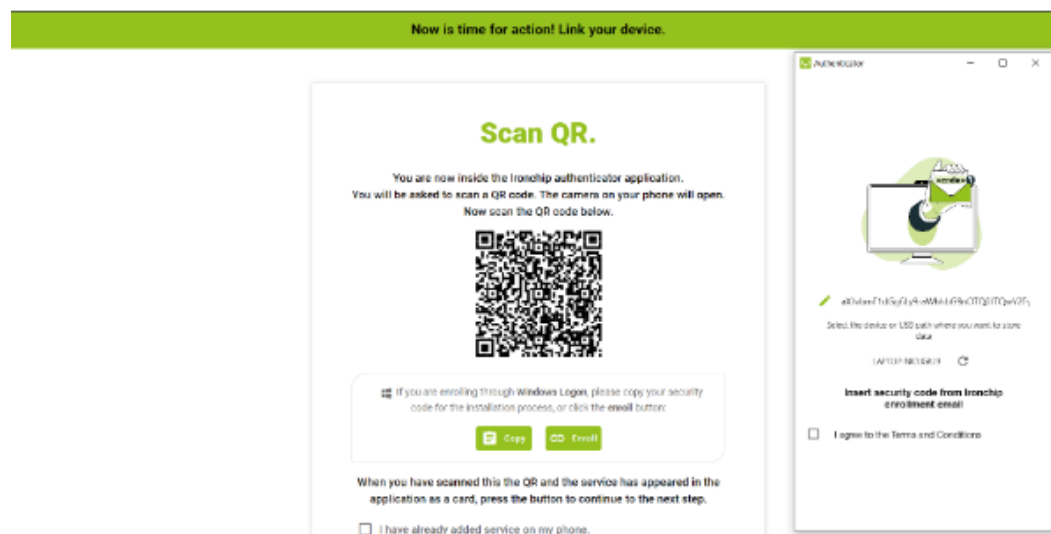 Now is time for action! Link your device.
Authenticator
Scan QR.
You are now inside the Ironchip authenticator application.
You will be asked to scan a QR code. The camera on your phone will open.
Now scan the QR code below.
If you are enrolling through Windows Logon, please copy your security
code for the installation process, or click the enroll button:
Copy
Enroll
When you have scanned this the QR and the service has appeared in the
application as a card, press the button to continue to the next step.
I have already added service on my phone.
Select the device or USB path where you want to store
data
Insert security code from Ironchip
enrollment email
I agree to the Terms and Conditions